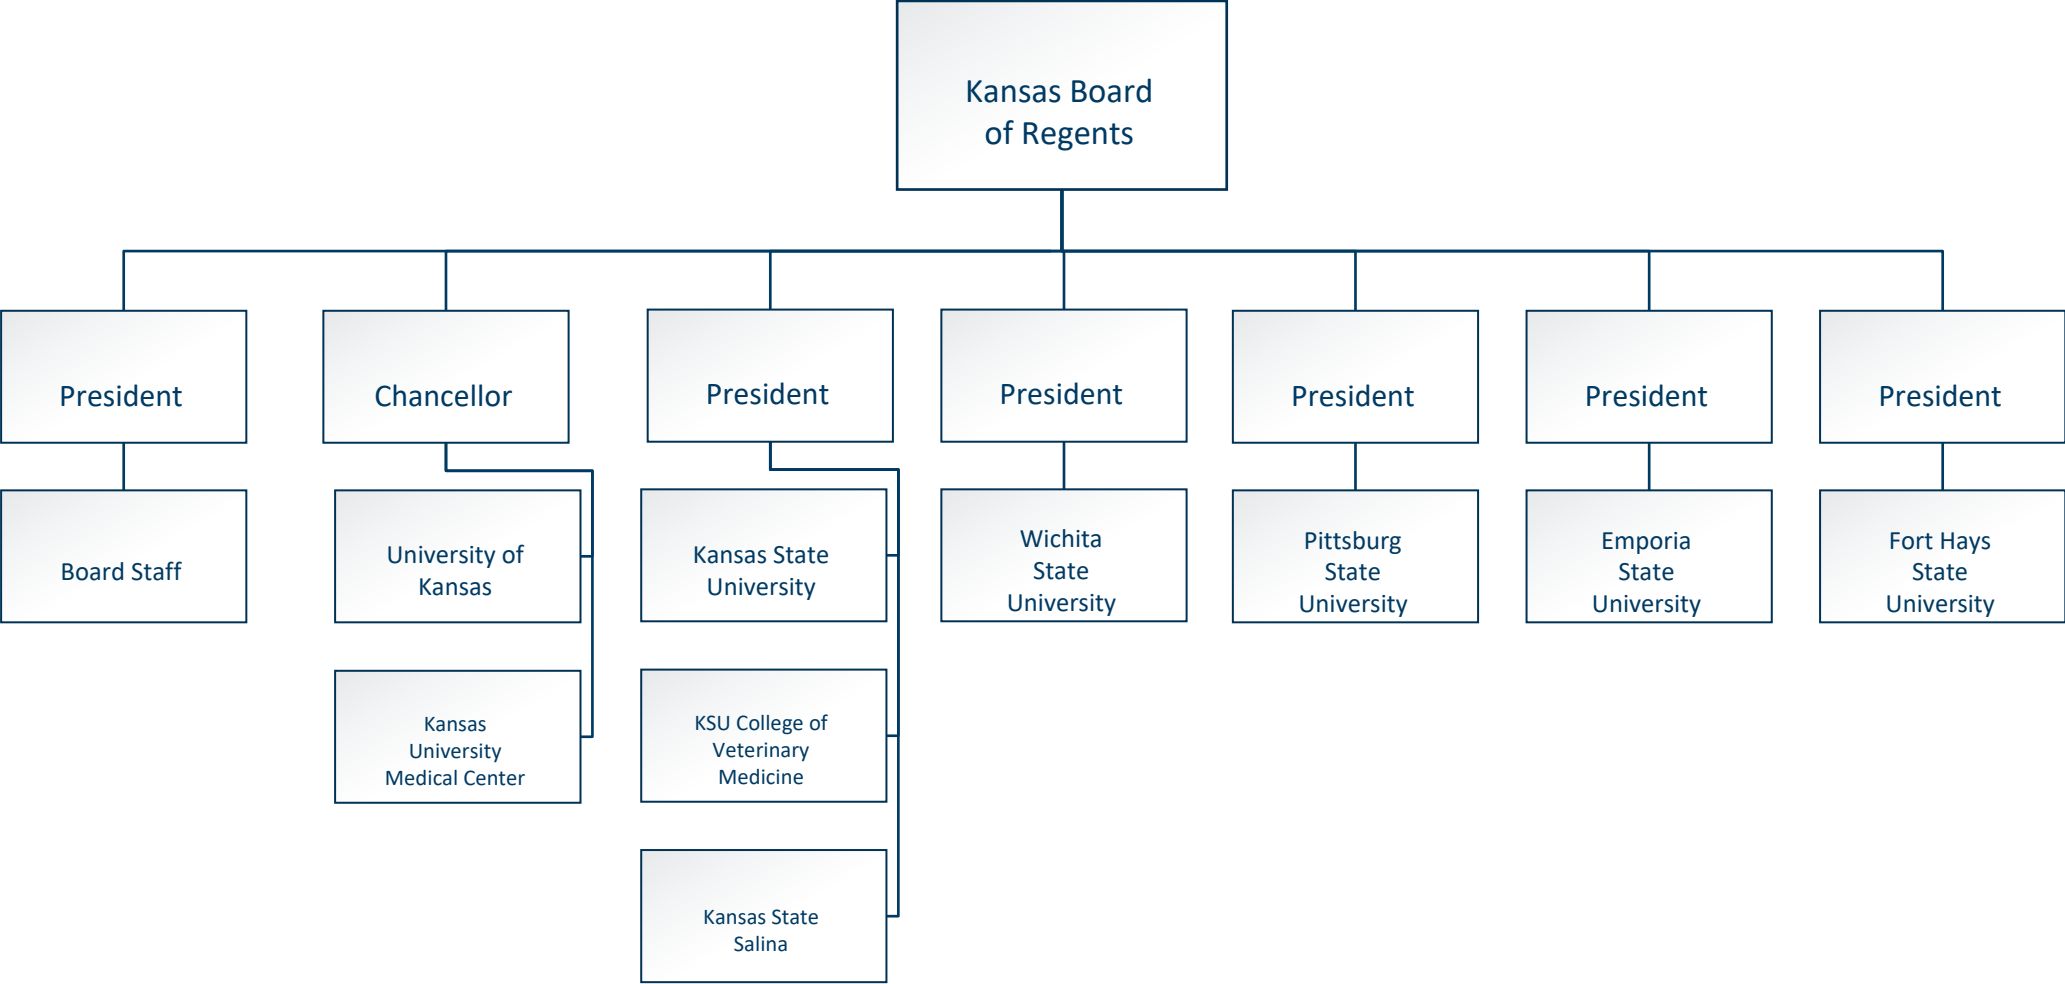 Kansas Board
of Regents
President
Chancellor
President
President
President
President
President
Board Staff
University of
Kansas
Kansas State
University
Wichita
State
University
Pittsburg
State
University
Emporia
State
University
Fort Hays
State
University
Kansas
University
Medical Center
KSU College of
Veterinary
Medicine
Kansas State
Salina